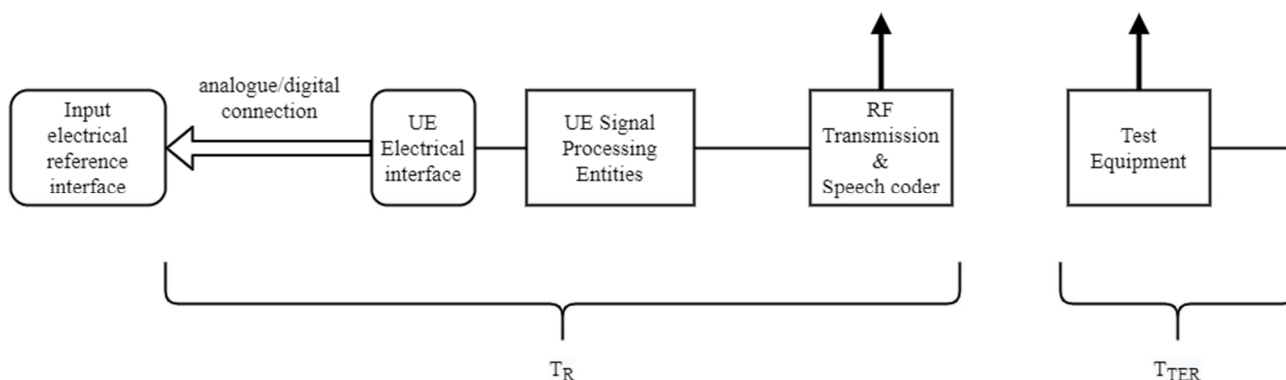 analogue/digital
connection
Input
electrical
reference
interface
UE
Electrical
interface
UE Signal
Processing
Entities
RF
Transmission
&
Speech coder
Test
Equipment
TR
TTER